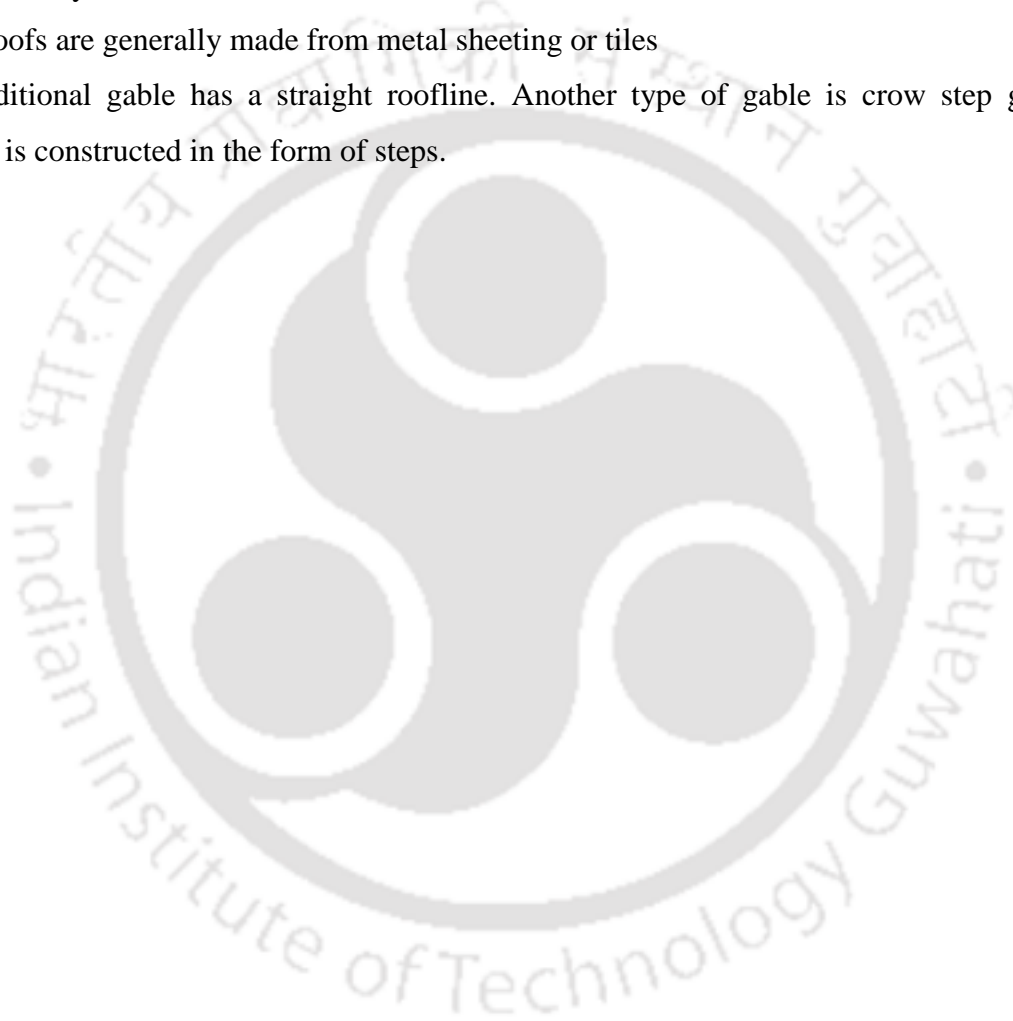 oofs are generally made from metal sheeting or tiles
ditional gable has a straight roofline. Another type of gable is crow step g
is constructed in the form of steps.
भारतीय प्रौद्योगिकी संस्थान गुवाहाटी
• Indian Institute of Technology Guwahati •